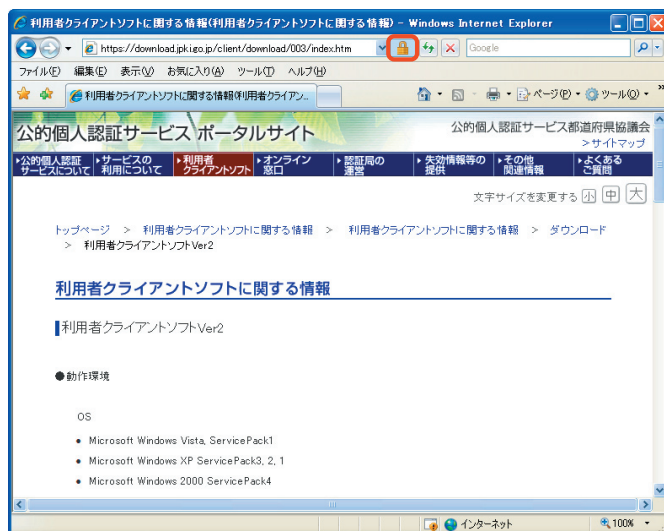 利用者クライアントソフトに関する情報(利用者クライアントソフトに関する情報) - Windows Internet Explorer
https://download.jpki.go.jp/client/download/003/index.htm
Google
ファイル(F) 編集(E) 表示(V) お気に入り(A) ツール(T) ヘルプ(H)
利用者クライアントソフトに関する情報(利用者クライアン... ページ(P) ツール(O) »
公的個人認証サービス ポータルサイト
公的個人認証サービス都道府県協議会
>サイトマップ
公的個人認証サービスについて サービスの利用について 利用者クライアントソフト オンライン窓口 認証局の運営 失効情報等の提供 その他関連情報 よくあるご質問
文字サイズを変更する 小 中 大
トップページ > 利用者クライアントソフトに関する情報 > 利用者クライアントソフトに関する情報 > ダウンロード
> 利用者クライアントソフトVer2
利用者クライアントソフトに関する情報
利用者クライアントソフトVer2
●動作環境
OS
• Microsoft Windows Vista, ServicePack1
• Microsoft Windows XP ServicePack3, 2, 1
• Microsoft Windows 2000 ServicePack4
インターネット 100%